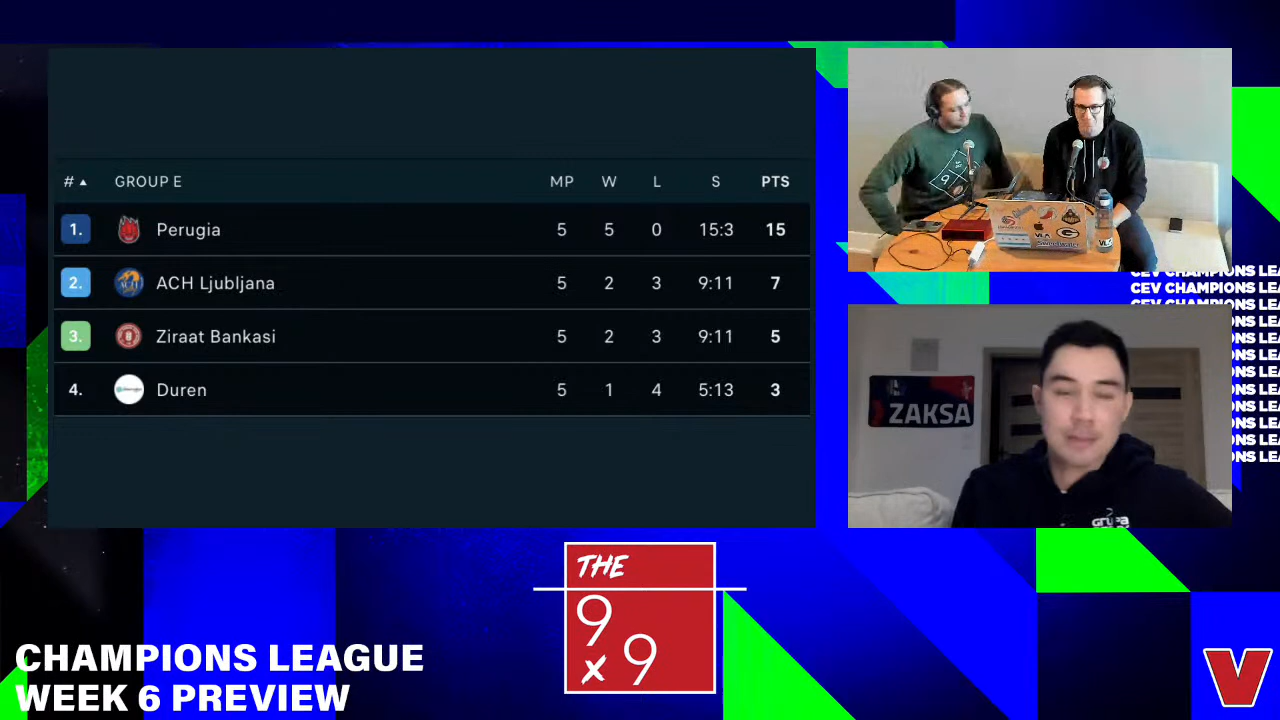 # GROUP E MP W L S PTS
1. Perugia 5 5 0 15:3 15
2. ACH Ljubljana 5 2 3 9:11 7
3. Ziraat Bankasi 5 2 3 9:11 5
4. Duren 5 1 4 5:13 3
CEV CHAMPIONS LE
CEV CHAMPIONS LE
ZAKSA
THE
9
x 9
CHAMPIONS LEAGUE
WEEK 6 PREVIEW
V